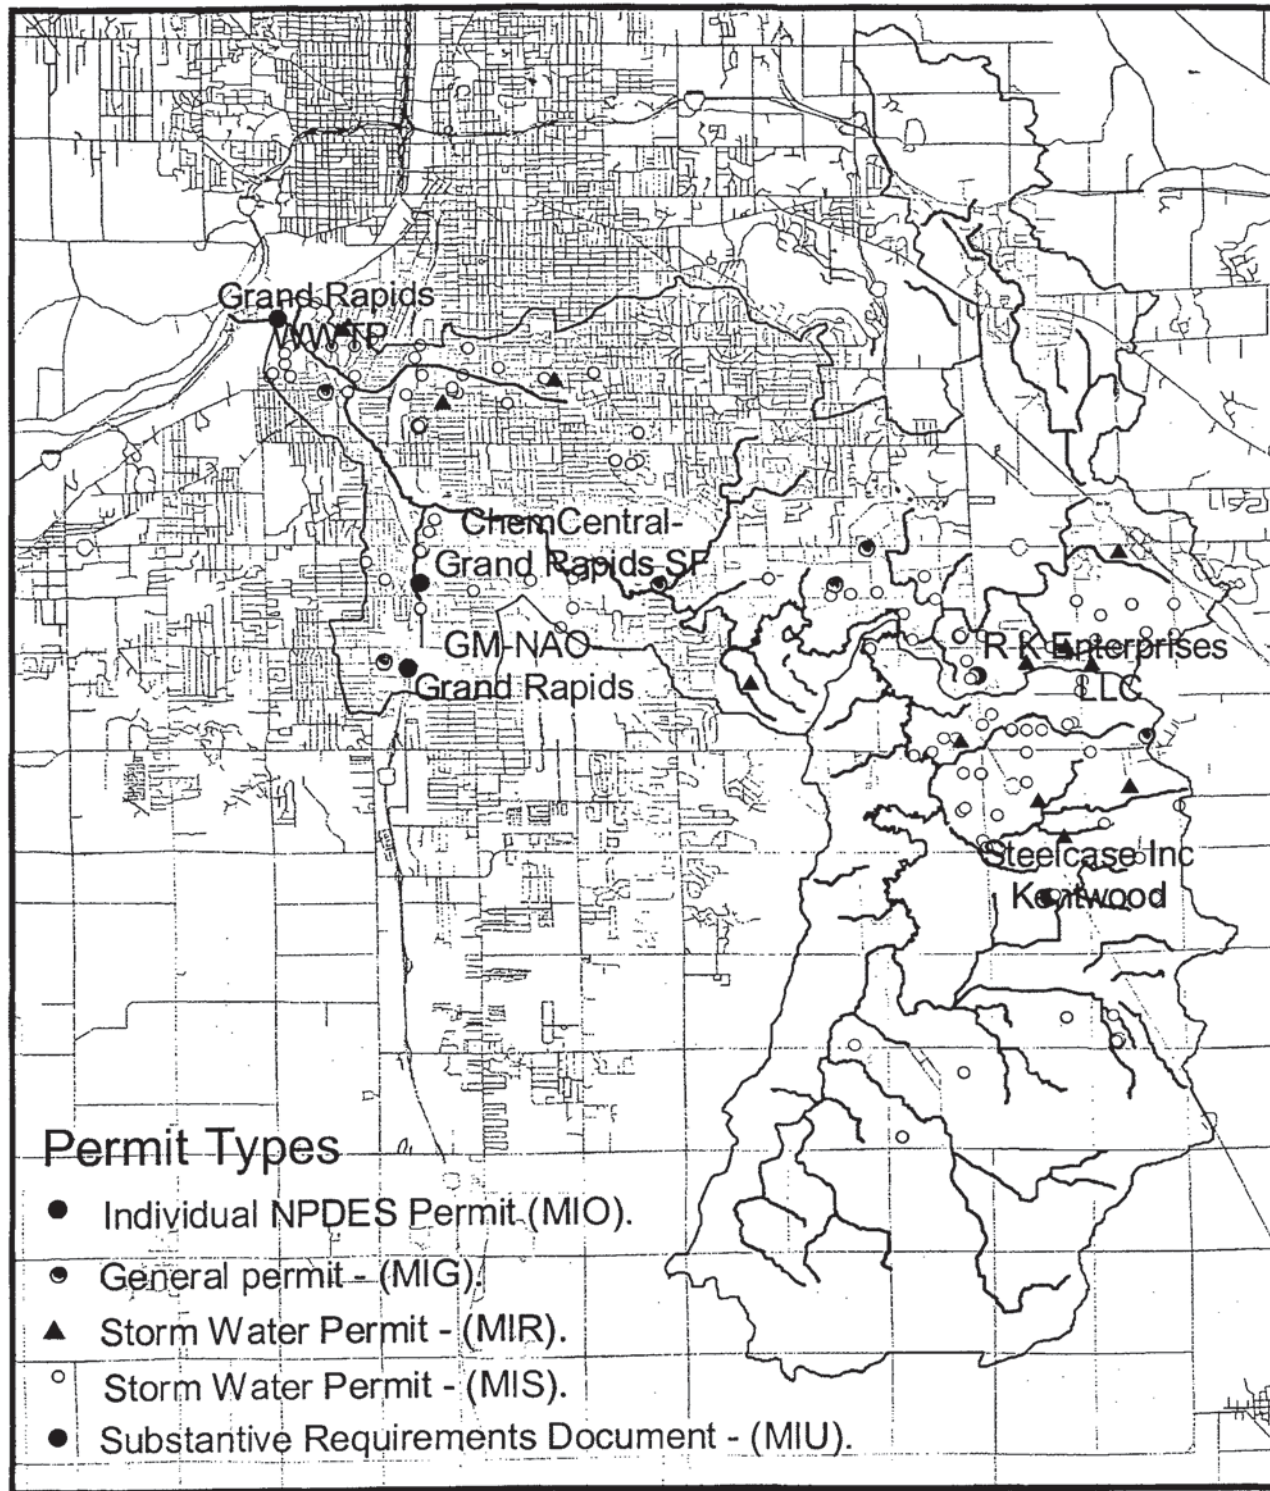 Grand Rapids
WWTP
ChemCentral-
Grand Rapids SF
GM-NAO
Grand Rapids
R K Enterprises
LLC
Steelcase Inc
Kentwood
Permit Types
Individual NPDES Permit (MIO).
General permit - (MIG).
Storm Water Permit - (MIR).
Storm Water Permit - (MIS).
Substantive Requirements Document - (MIU).